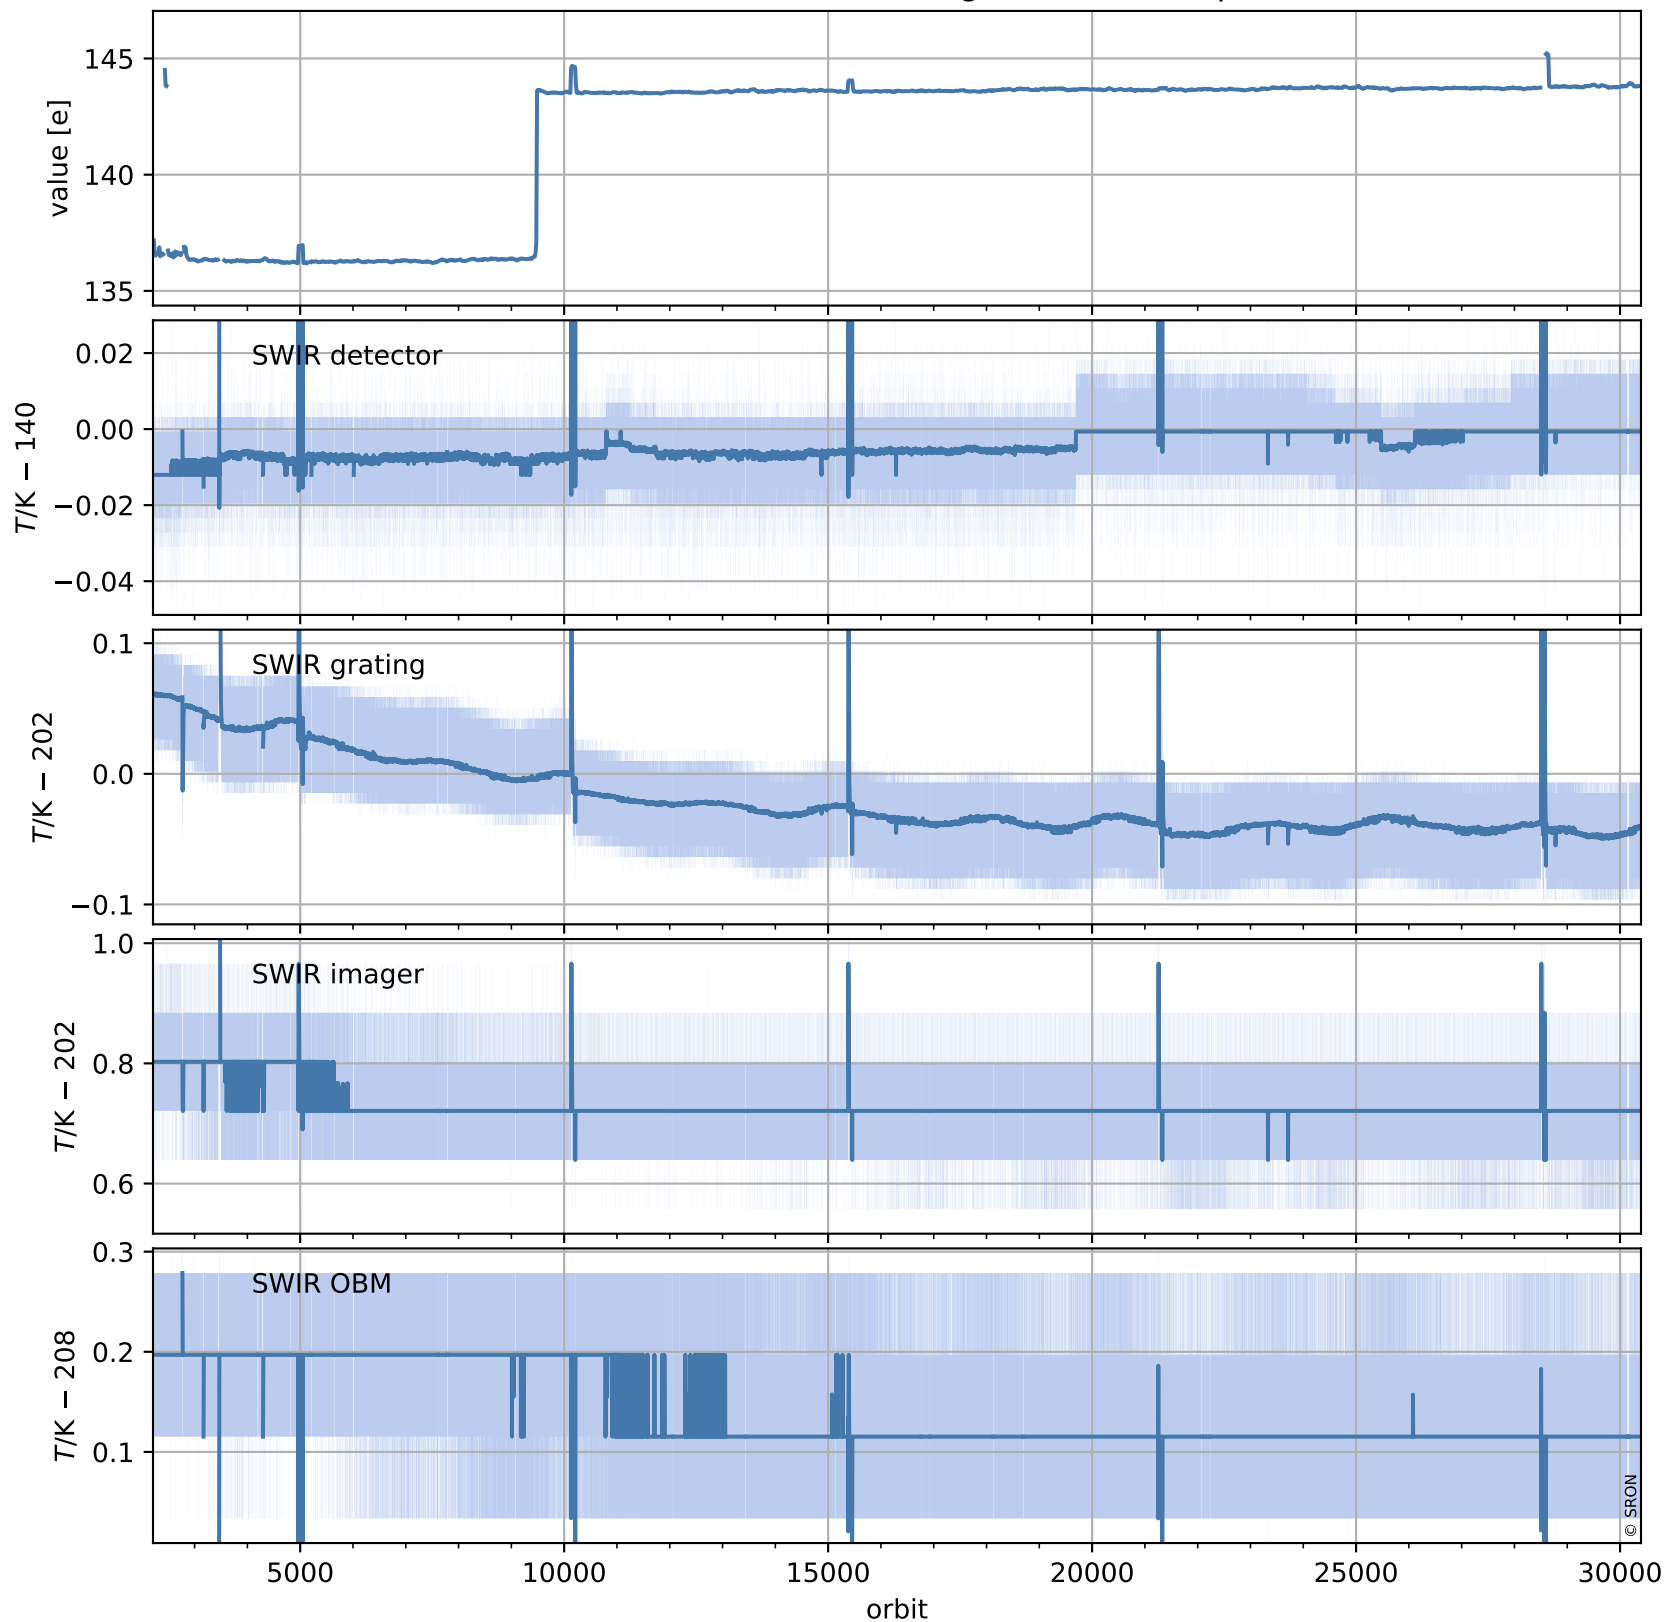 145
140
135
value [e]
SWIR detector
0.02
0.00
−0.02
−0.04
T/K − 140
SWIR grating
0.1
0.0
−0.1
T/K − 202
SWIR imager
1.0
0.8
0.6
T/K − 202
SWIR OBM
0.3
0.2
0.1
T/K − 208
© SRON
5000 10000 15000 20000 25000 30000
orbit